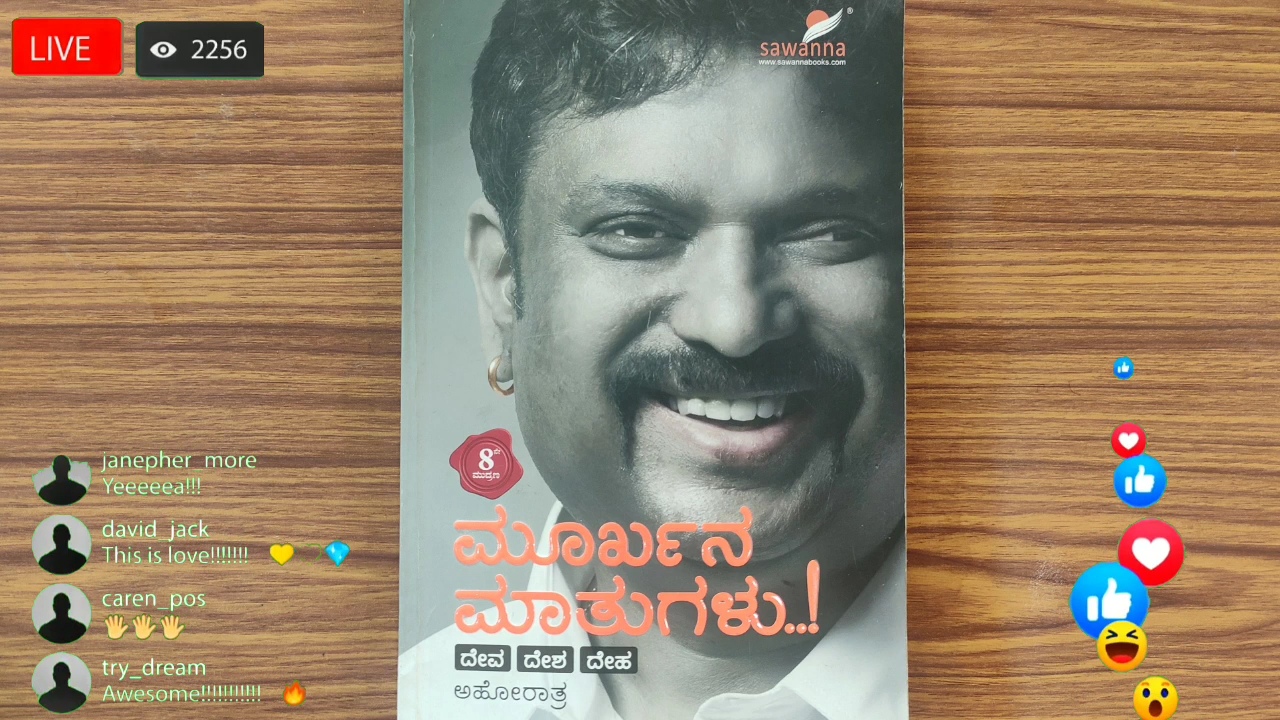 LIVE
2256
sawanna
www.sawannabooks.com
8ನೇ
ಮುದ್ರಣ
ಮೂರ್ಖನ
ಮಾತುಗಳು..!
ದೇವ ದೇಶ ದೇಹ
ಅಹೋರಾತ್ರ
janepher_more
Yeeeeea!!!
david_jack
This is love!!!!!!!
caren_pos
try_dream
Awesome!!!!!!!!!!!